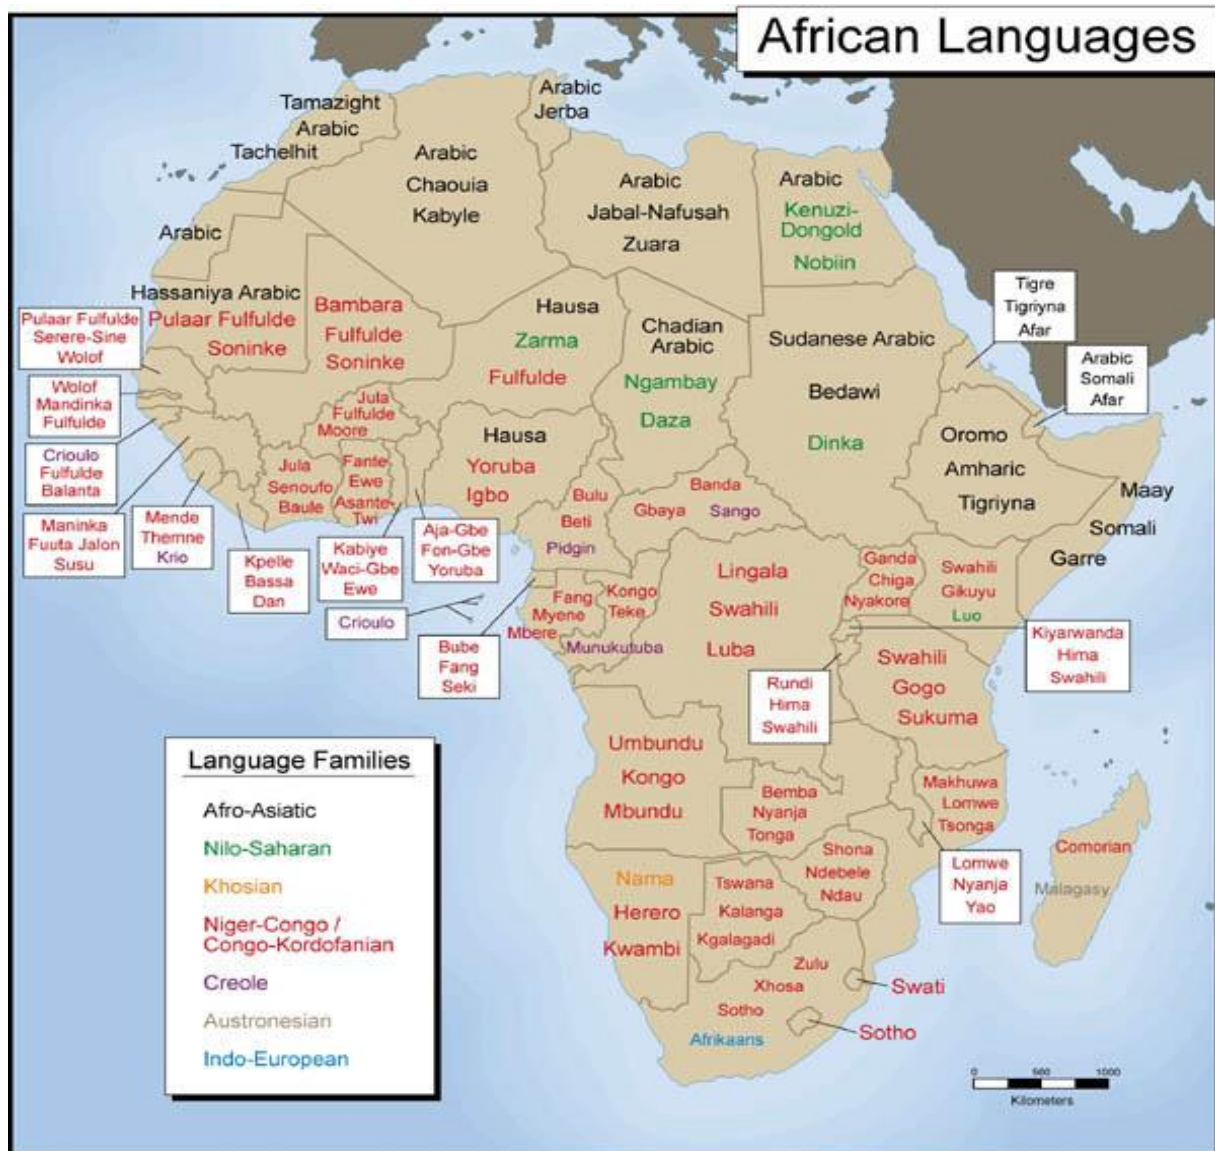 African Languages
Tamazight
Arabic
Tachelhit
Arabic
Jerba
Arabic
Chaouia
Kabyle
Arabic
Jabal-Nafusah
Zuara
Arabic
Kenuzi-
Dongold
Nobiin
Arabic
Hassaniya Arabic
Pulaar Fulfulde
Soninke
Bambara
Fulfulde
Soninke
Hausa
Zarma
Fulfulde
Chadian
Arabic
Ngambay
Daza
Sudanese Arabic
Bedawi
Dinka
Tigre
Tigriyna
Afar
Arabic
Somali
Afar
Pulaar Fulfulde
Serere-Sine
Wolof
Wolof
Mandinka
Fulfulde
Crioulo
Fulfulde
Balanta
Maninka
Fuuta Jalon
Susu
Mende
Themne
Krio
Kpelle
Bassa
Dan
Jula
Fulfulde
Moore
Jula
Senoufo
Baule
Fante-
Ewe
Asante-
Twi
Kabiye
Waci-Gbe
Ewe
Aja-Gbe
Fon-Gbe
Yoruba
Hausa
Yoruba
Igbo
Oromo
Amharic
Tigriyna
Maay
Somali
Garre
Bulu
Beti
Pidgin
Banda
Gbaya
Sango
Crioulo
Bube
Fang
Seki
Fang
Myene
Mbere
Kongo
Teke
Munukutuba
Lingala
Swahili
Luba
Ganda
Chiga
Nyakore
Swahili
Gikuyu
Luo
Kiyarwanda
Hima
Swahili
Rundi
Hima
Swahili
Swahili
Gogo
Sukuma
Umbundu
Kongo
Mbundu
Bemba
Nyanja
Tonga
Makhuwa
Lomwe
Tsonga
Lomwe
Nyanja
Yao
Comorian
Malagasy
Shona
Ndebele
Ndau
Nama
Herero
Kwambi
Tswana
Kalanga
Kgalagadi
Zulu
Xhosa
Sotho
Afrikaans
Swati
Sotho
Language Families
Afro-Asiatic
Nilo-Saharan
Khosian
Niger-Congo /
Congo-Kordofanian
Creole
Austronesian
Indo-European
0 500 1000
Kilometers